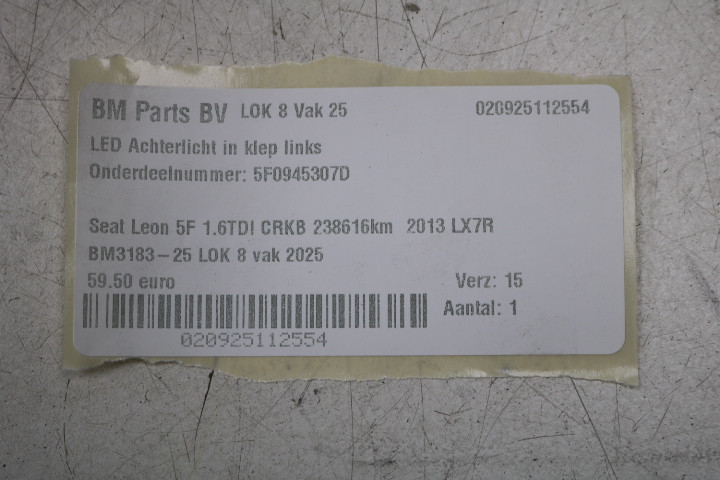 BM Parts BV LOK 8 Vak 25 020925112554
LED Achterlicht in klep links
Onderdeelnummer: 5F0945307D
Seat Leon 5F 1.6TDI CRKB 238616km 2013 LX7R
BM3183-25 LOK 8 vak 2025
59.50 euro Verz: 15
Aantal: 1
020925112554